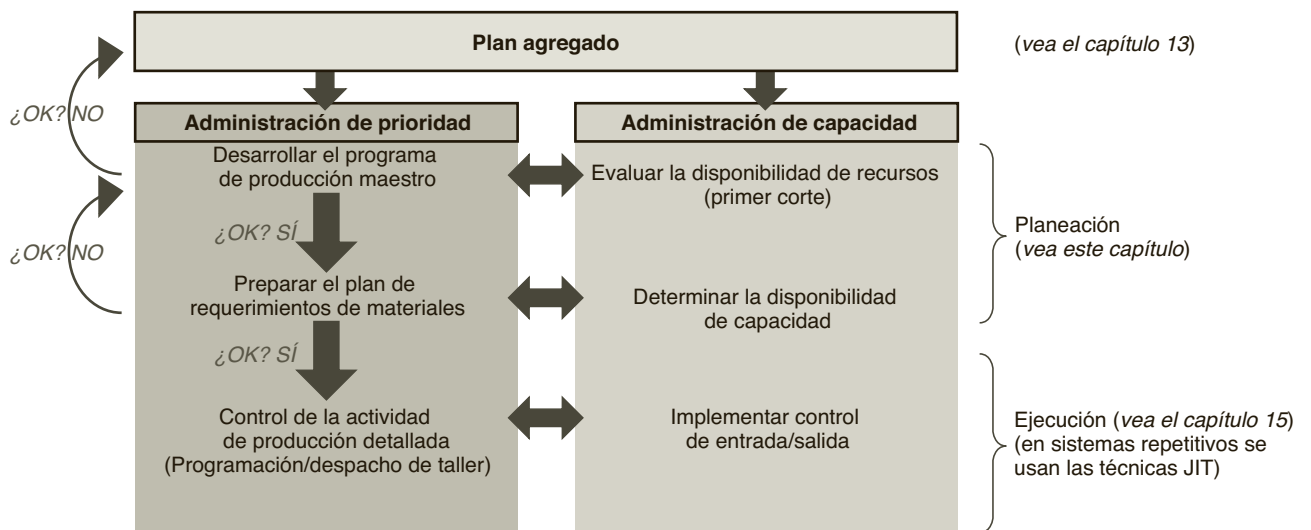 Plan agregado
(vea el capítulo 13)
¿OK? NO
Administración de prioridad
Administración de capacidad
Desarrollar el programa
de producción maestro
Evaluar la disponibilidad de recursos
(primer corte)
¿OK? SÍ
¿OK? NO
Planeación
(vea este capítulo)
Preparar el plan de
requerimientos de materiales
Determinar la disponibilidad
de capacidad
¿OK? SÍ
Control de la actividad
de producción detallada
(Programación/despacho de taller)
Implementar control
de entrada/salida
Ejecución (vea el capítulo 15)
(en sistemas repetitivos se
usan las técnicas JIT)